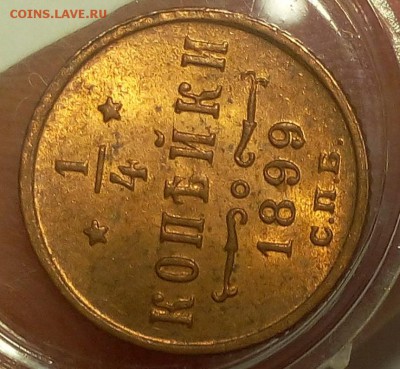 COINS.LAVE.RU
1/4
КОПѢЙКИ
1899
С.П.Б.